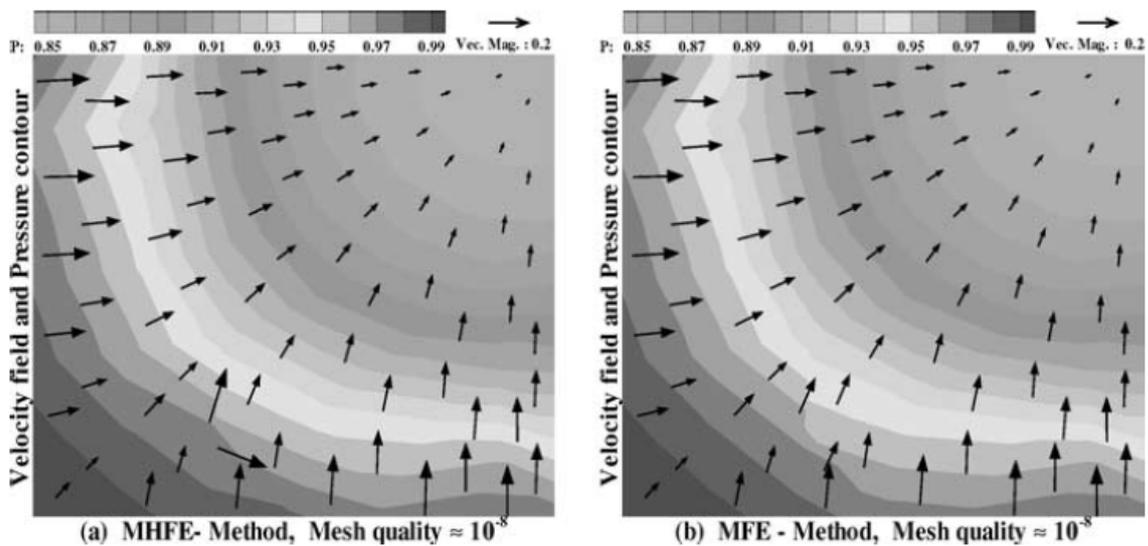 P: 0.85 0.87 0.89 0.91 0.93 0.95 0.97 0.99 Vec. Mag. : 0.2
Velocity field and Pressure contour
(a) MHFE- Method, Mesh quality ≈ 10⁻⁸
P: 0.85 0.87 0.89 0.91 0.93 0.95 0.97 0.99 Vec. Mag. : 0.2
Velocity field and Pressure contour
(b) MFE - Method, Mesh quality ≈ 10⁻⁸